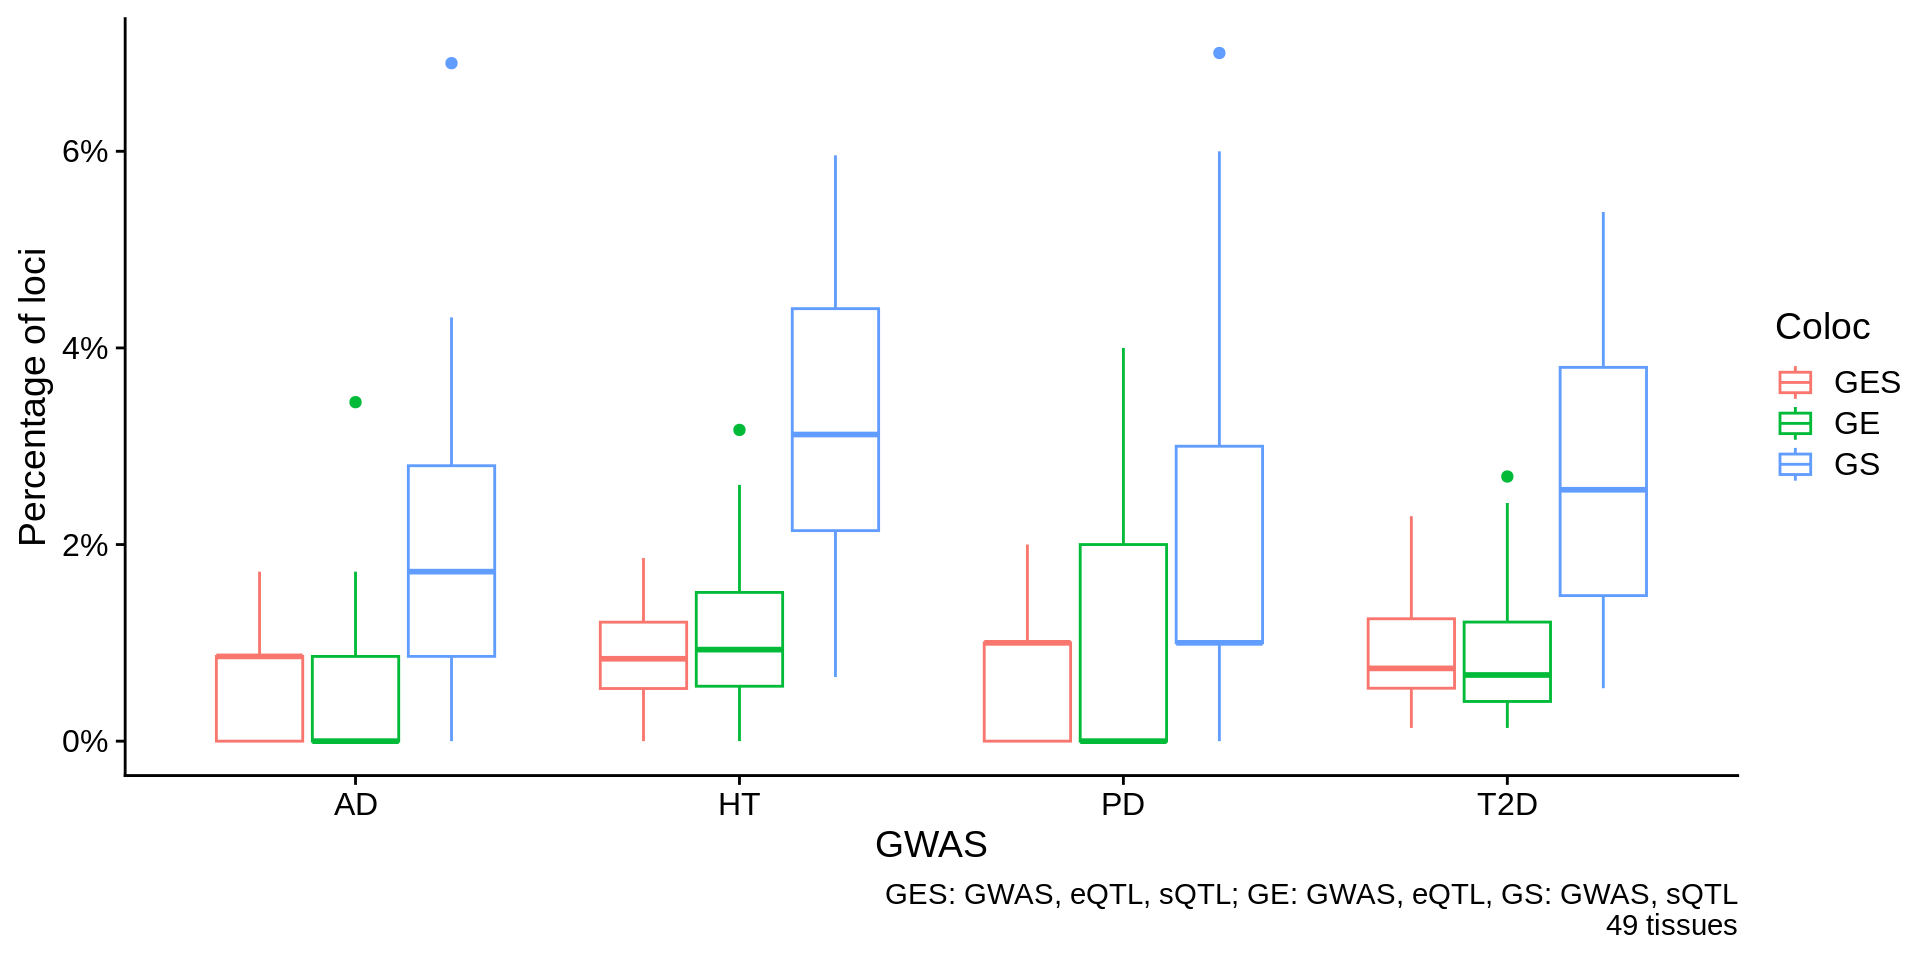 Percentage of loci
6%
4%
2%
0%
AD
HT
PD
T2D
GWAS
Coloc
GES
GE
GS
GES: GWAS, eQTL, sQTL; GE: GWAS, eQTL, GS: GWAS, sQTL
49 tissues